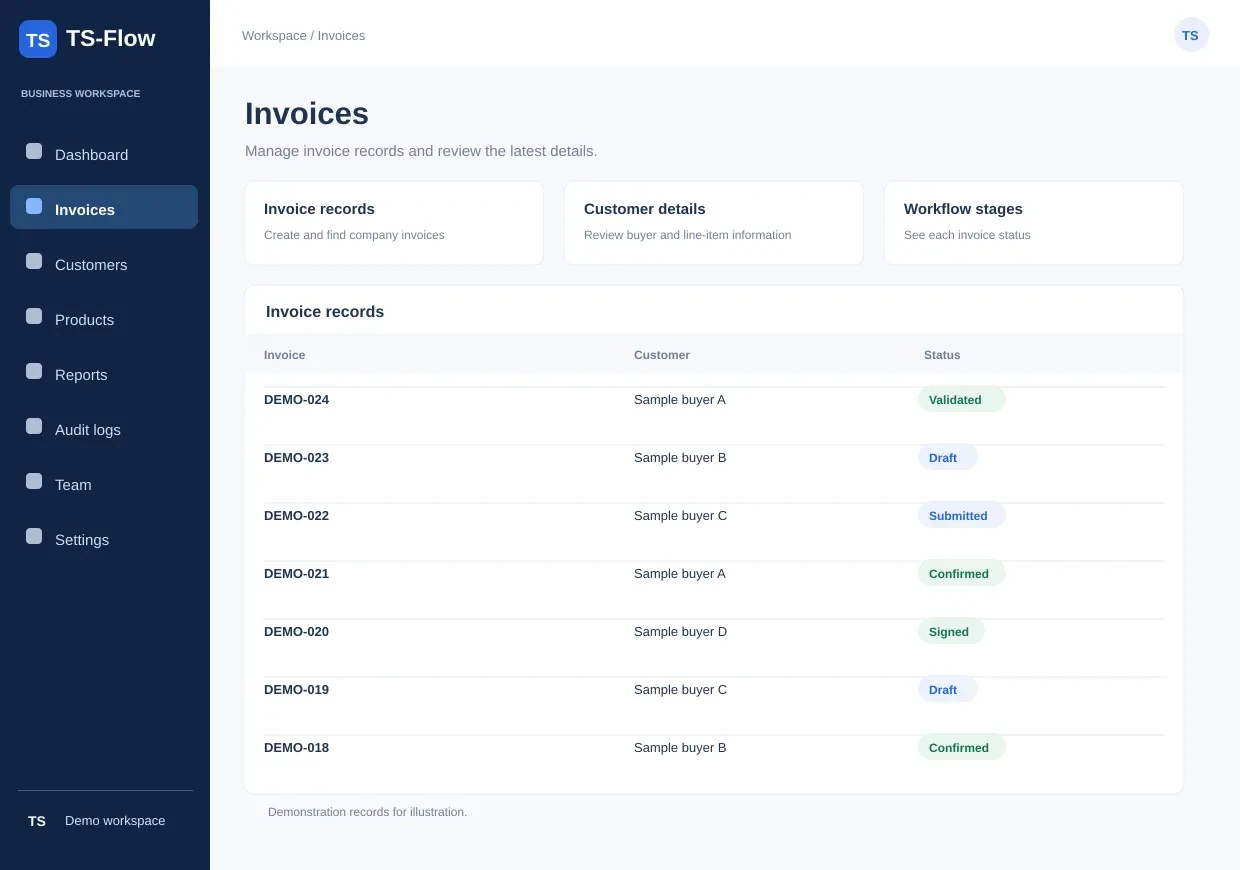 TS TS-Flow
BUSINESS WORKSPACE
Dashboard
Invoices
Customers
Products
Reports
Audit logs
Team
Settings
TS Demo workspace
Workspace / Invoices
TS
Invoices
Manage invoice records and review the latest details.
Invoice records
Create and find company invoices
Customer details
Review buyer and line-item information
Workflow stages
See each invoice status
Invoice records
Invoice Customer Status
DEMO-024 Sample buyer A Validated
DEMO-023 Sample buyer B Draft
DEMO-022 Sample buyer C Submitted
DEMO-021 Sample buyer A Confirmed
DEMO-020 Sample buyer D Signed
DEMO-019 Sample buyer C Draft
DEMO-018 Sample buyer B Confirmed
Demonstration records for illustration.